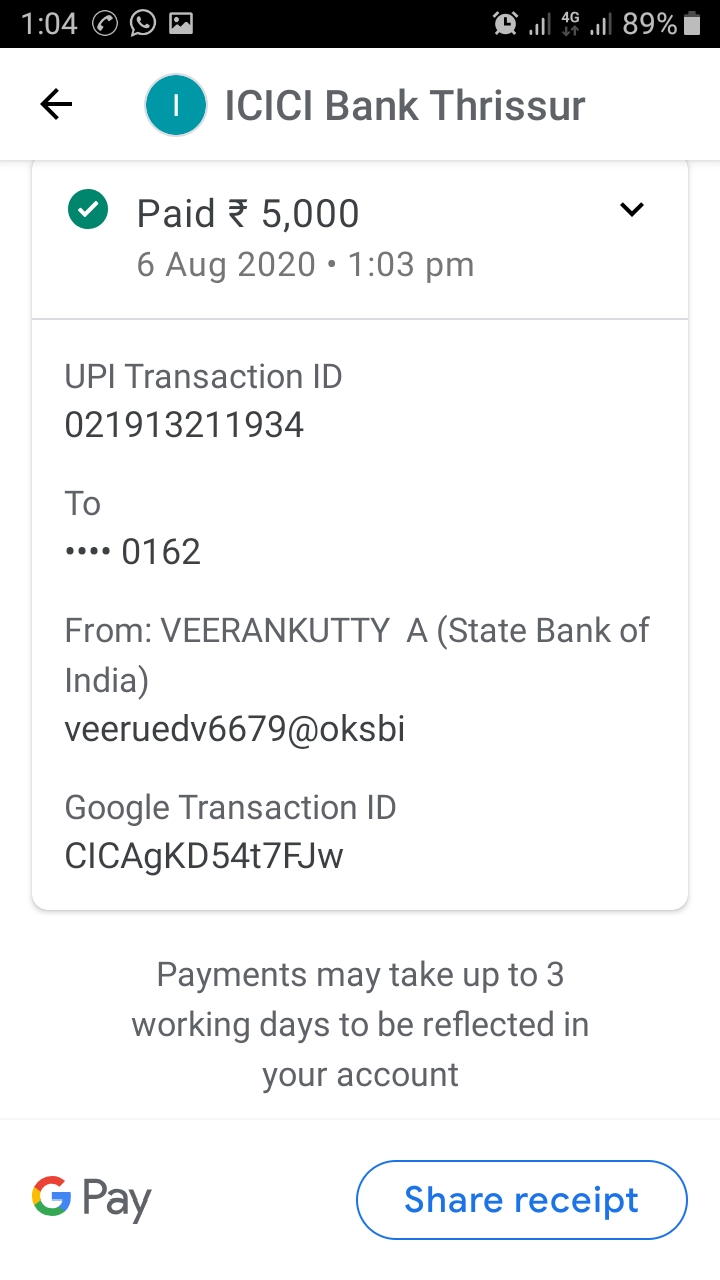 1:04 4G 89%
I ICICI Bank Thrissur
Paid ₹ 5,000
6 Aug 2020 • 1:03 pm
UPI Transaction ID
021913211934
To
•••• 0162
From: VEERANKUTTY A (State Bank of
India)
veeruedv6679@oksbi
Google Transaction ID
CICAgKD54t7FJw
Payments may take up to 3
working days to be reflected in
your account
G Pay Share receipt